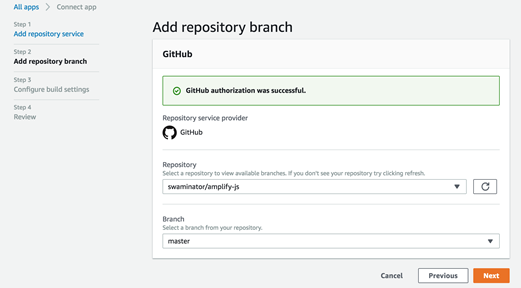 All apps > Connect app
Step 1
Add repository service
Step 2
Add repository branch
Step 3
Configure build settings
Step 4
Review
Add repository branch
GitHub
GitHub authorization was successful.
Repository service provider
GitHub
Repository
Select a repository to view available branches. If you don't see your repository try clicking refresh.
swaminator/amplify-js
Branch
Select a branch from your repository.
master
Cancel Previous Next